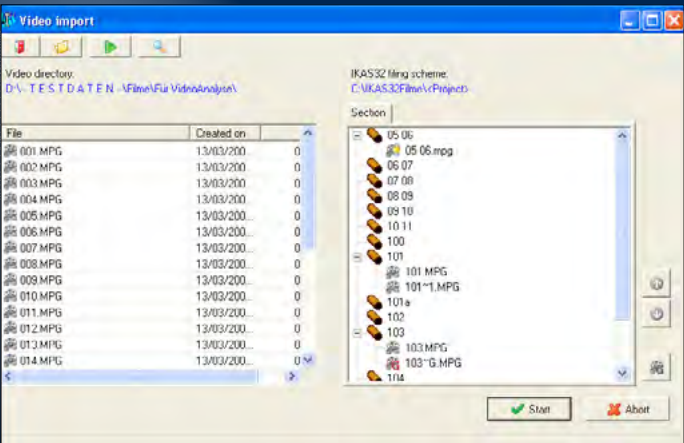 Video import
Video directory:
D:\- T E S T D A T E N -\Filme\Für VideoAnalyse\
IKAS32 filing scheme:
C:\IKAS32Filme\<Project>
Section
File Created on
001.MPG 13/03/200... 0
002.MPG 13/03/200... 0
003.MPG 13/03/200... 0
004.MPG 13/03/200... 0
005.MPG 13/03/200... 0
006.MPG 13/03/200... 0
007.MPG 13/03/200... 0
008.MPG 13/03/200... 0
009.MPG 13/03/200... 0
010.MPG 13/03/200... 0
011.MPG 13/03/200... 0
012.MPG 13/03/200... 0
013.MPG 13/03/200... 0
014.MPG 13/03/200... 0
05 06
05 06.mpg
06 07
07 08
08 09
09 10
10 11
100
101
101.MPG
101~1.MPG
101a
102
103
103.MPG
103~G.MPG
104
Start
Abort